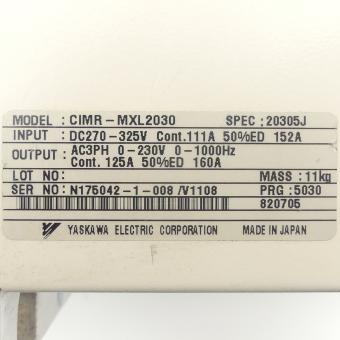 MODEL : CIMR-MXL2030 SPEC : 20305J
INPUT : DC270-325V Cont.111A 50%ED 152A
OUTPUT : AC3PH 0-230V 0-1000Hz
Cont. 125A 50%ED 160A
LOT NO : MASS : 11kg
SER NO : N175042-1-008 /V1108 PRG : 5030
820705
YASKAWA ELECTRIC CORPORATION MADE IN JAPAN